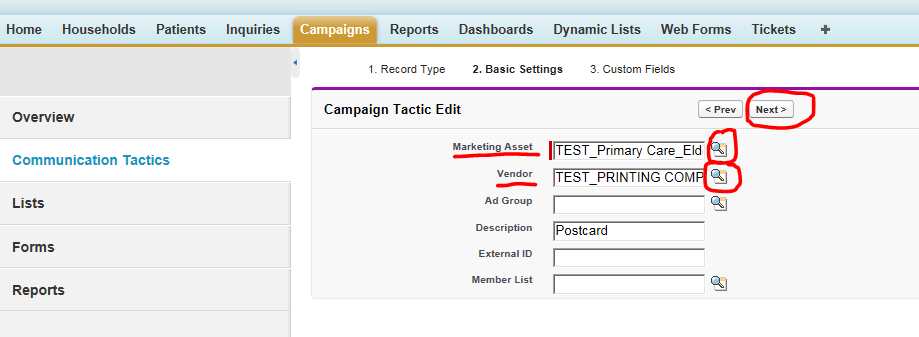 Home Households Patients Inquiries Campaigns Reports Dashboards Dynamic Lists Web Forms Tickets +
1. Record Type 2. Basic Settings 3. Custom Fields
Campaign Tactic Edit < Prev Next >
Overview
Communication Tactics
Lists
Forms
Reports
Marketing Asset TEST_Primary Care_Eld
Vendor TEST_PRINTING COMP
Ad Group
Description Postcard
External ID
Member List